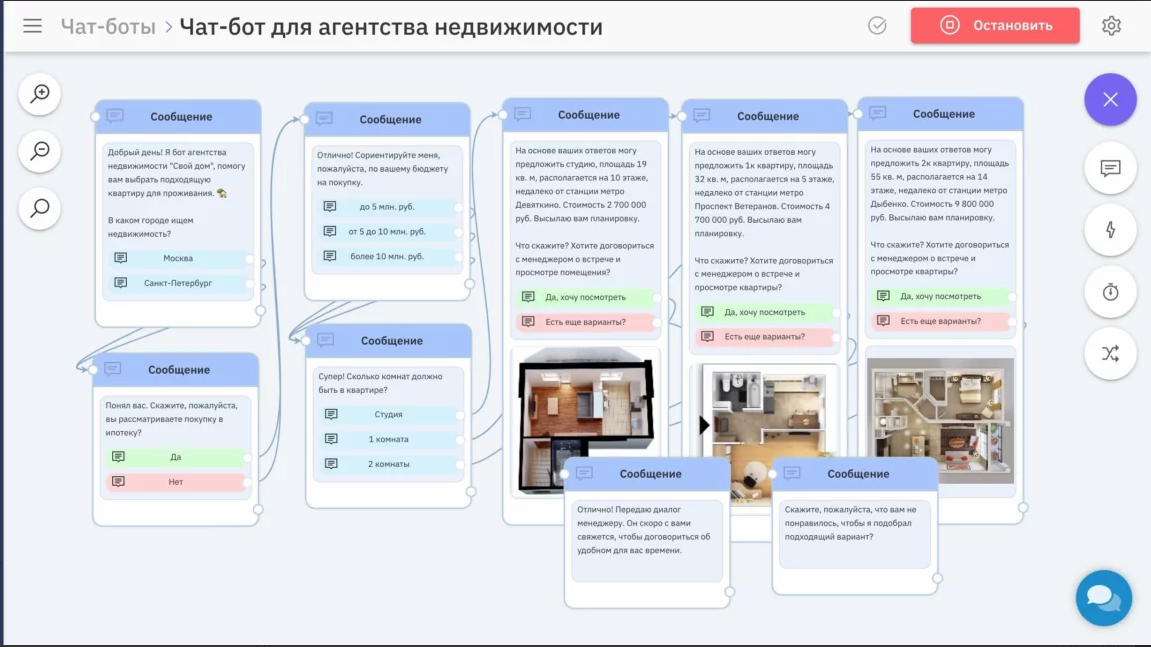 Чат-боты > Чат-бот для агентства недвижимости
Остановить
Сообщение
Добрый день! Я бот агентства
недвижимости "Свой дом", помогу
вам выбрать подходящую
квартиру для проживания.
В каком городе ищем
недвижимость?
Москва
Санкт-Петербург
Сообщение
Понял вас. Скажите, пожалуйста,
вы рассматриваете покупку в
ипотеку?
Да
Нет
Сообщение
Отлично! Сориентируйте меня,
пожалуйста, по вашему бюджету
на покупку.
до 5 млн. руб.
от 5 до 10 млн. руб.
более 10 млн. руб.
Сообщение
Супер! Сколько комнат должно
быть в квартире?
Студия
1 комната
2 комнаты
Сообщение
На основе ваших ответов могу
предложить студию, площадь 19
кв. м, располагается на 10 этаже,
недалеко от станции метро
Девяткино. Стоимость 2 700 000
руб. Высылаю вам планировку.
Что скажите? Хотите договориться
с менеджером о встрече и
просмотре помещения?
Да, хочу посмотреть
Есть еще варианты?
Сообщение
На основе ваших ответов могу
предложить 1к квартиру, площадь
32 кв. м, располагается на 5 этаже,
недалеко от станции метро
Проспект Ветеранов. Стоимость 4
700 000 руб. Высылаю вам
планировку.
Что скажите? Хотите договориться
с менеджером о встрече и
просмотре квартиры?
Да, хочу посмотреть
Есть еще варианты?
Сообщение
На основе ваших ответов могу
предложить 2к квартиру, площадь
55 кв. м, располагается на 14
этаже, недалеко от станции метро
Дыбенко. Стоимость 9 800 000
руб. Высылаю вам планировку.
Что скажите? Хотите договориться
с менеджером о встрече и
просмотре квартиры?
Да, хочу посмотреть
Есть еще варианты?
Сообщение
Отлично! Передаю диалог
менеджеру. Он скоро с вами
свяжется, чтобы договориться об
удобном для вас времени.
Сообщение
Скажите, пожалуйста, что вам не
понравилось, чтобы я подобрал
подходящий вариант?